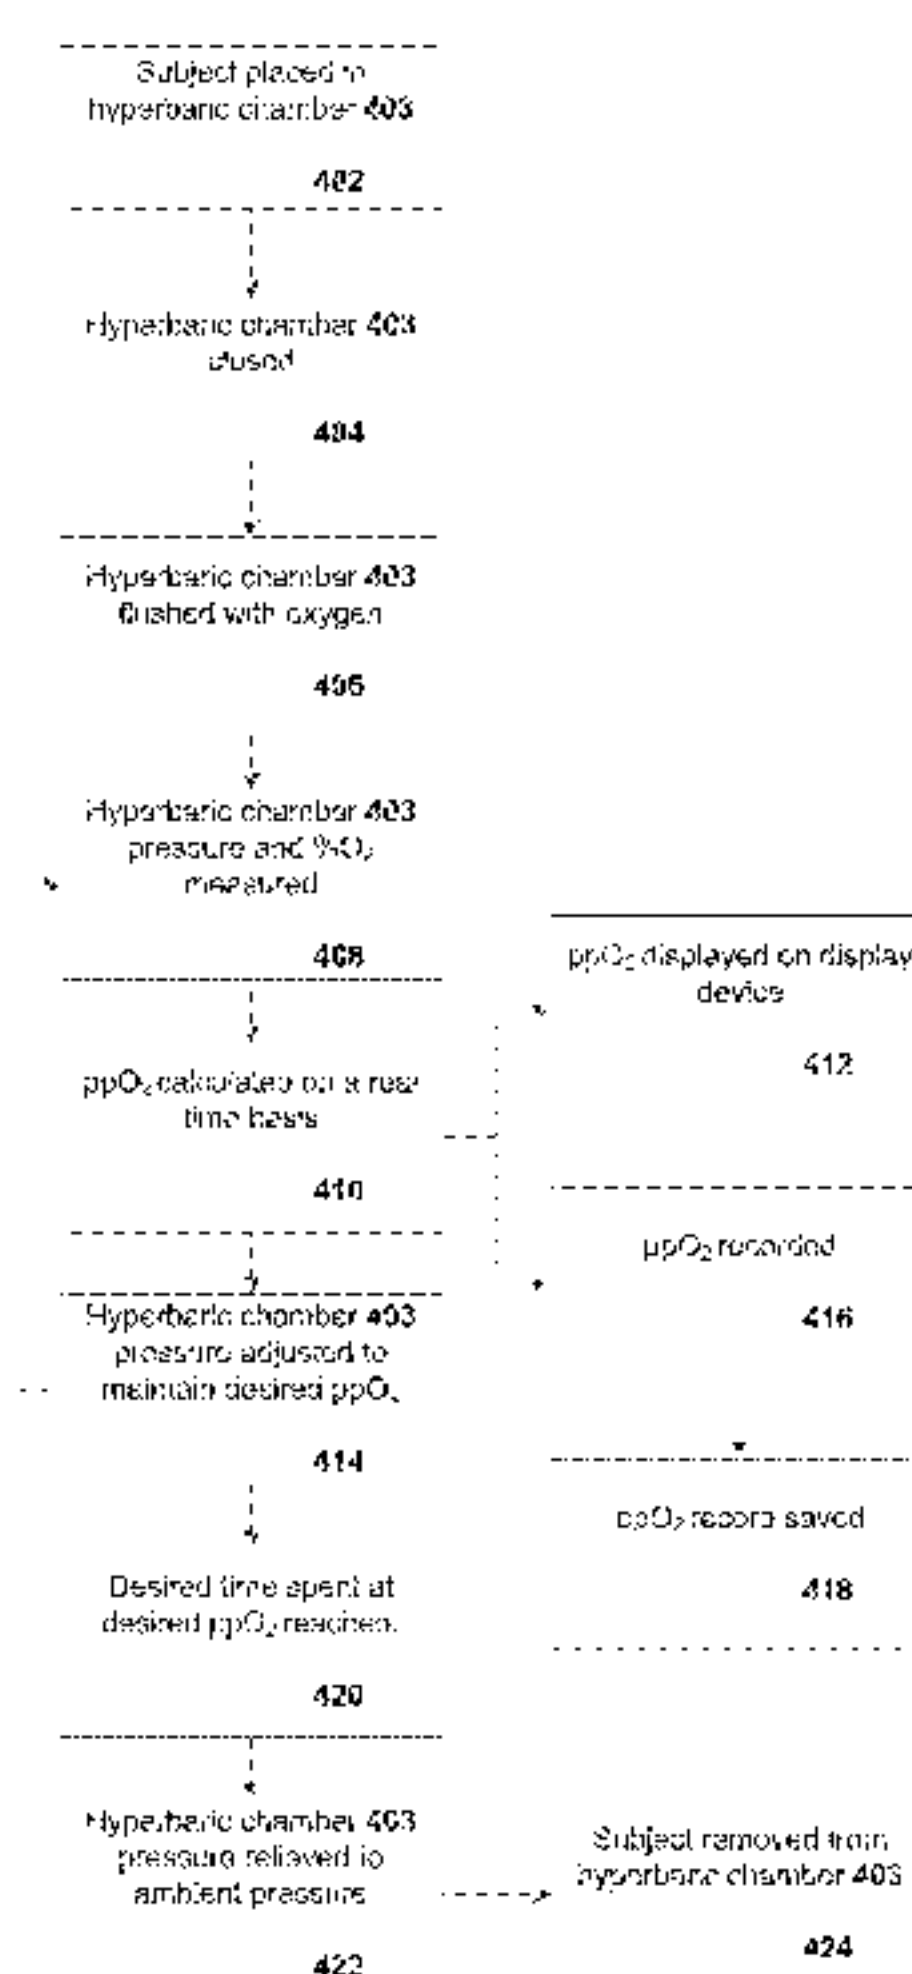 Subject placed in
hyperbaric chamber 403
402
Hyperbaric chamber 403
closed
404
Hyperbaric chamber 403
flushed with oxygen
406
Hyperbaric chamber 403
pressure and %O₂
measured
408
ppO₂ calculated on a real
time basis
410
ppO₂ displayed on display
device
412
Hyperbaric chamber 403
pressure adjusted to
maintain desired ppO₂
414
ppO₂ recorded
416
ppO₂ record saved
418
Desired time spent at
desired ppO₂ reached.
420
Hyperbaric chamber 403
pressure relieved to
ambient pressure
422
Subject removed from
hyperbaric chamber 403
424